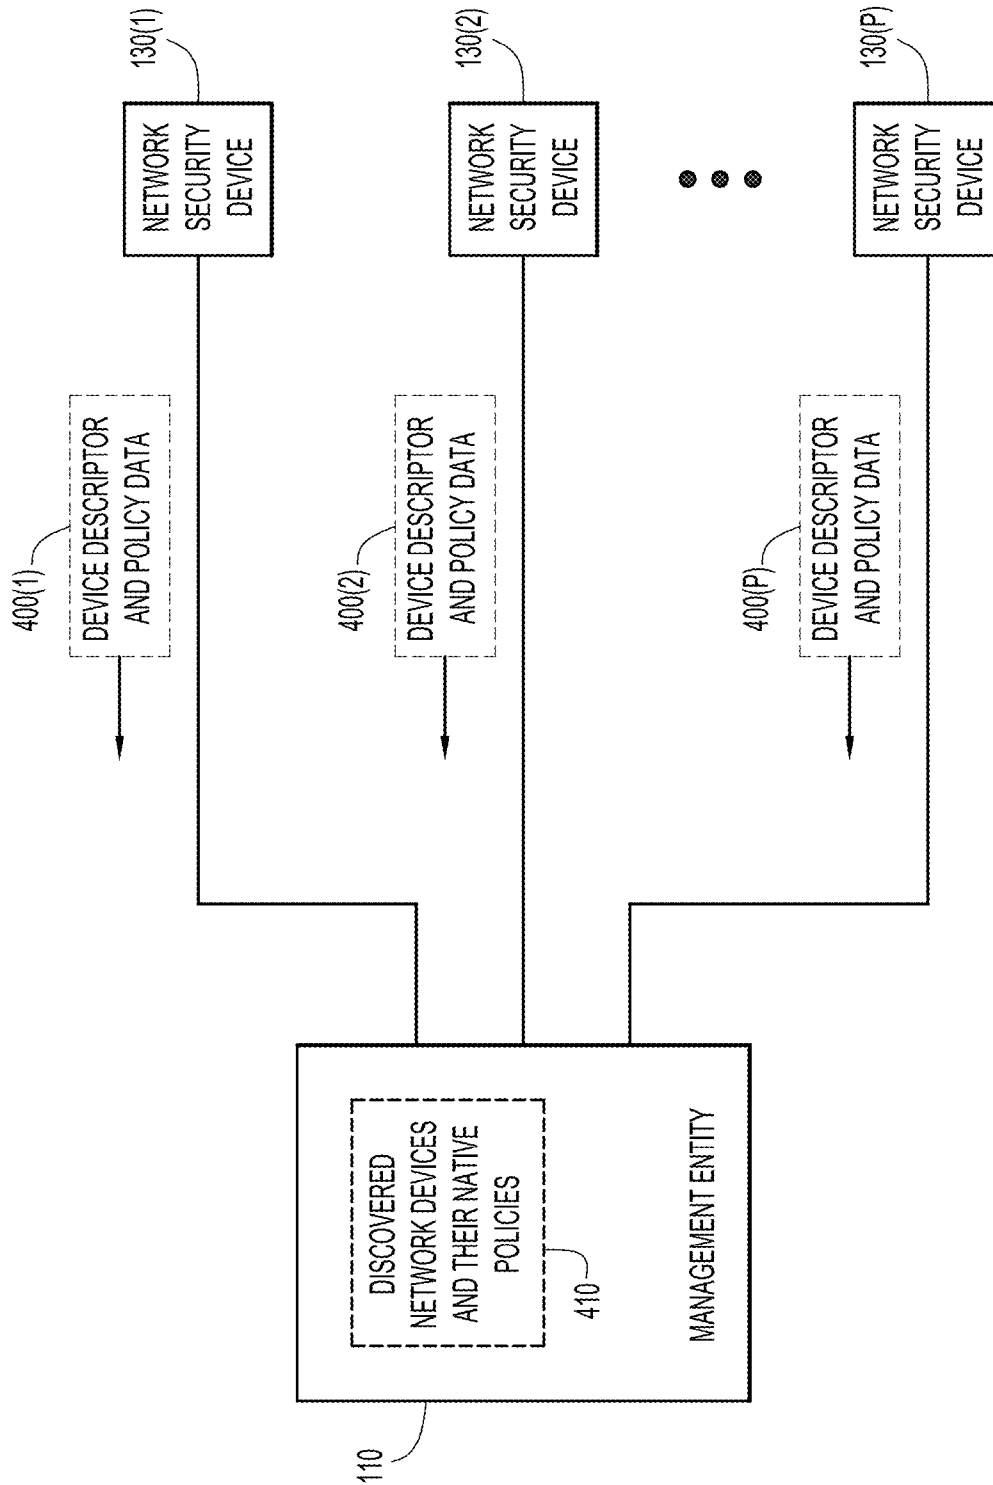 130(1)
NETWORK
SECURITY
DEVICE
400(1)
DEVICE DESCRIPTOR
AND POLICY DATA
130(2)
NETWORK
SECURITY
DEVICE
400(2)
DEVICE DESCRIPTOR
AND POLICY DATA
130(P)
NETWORK
SECURITY
DEVICE
400(P)
DEVICE DESCRIPTOR
AND POLICY DATA
110
DISCOVERED
NETWORK DEVICES
AND THEIR NATIVE
POLICIES
410
MANAGEMENT ENTITY